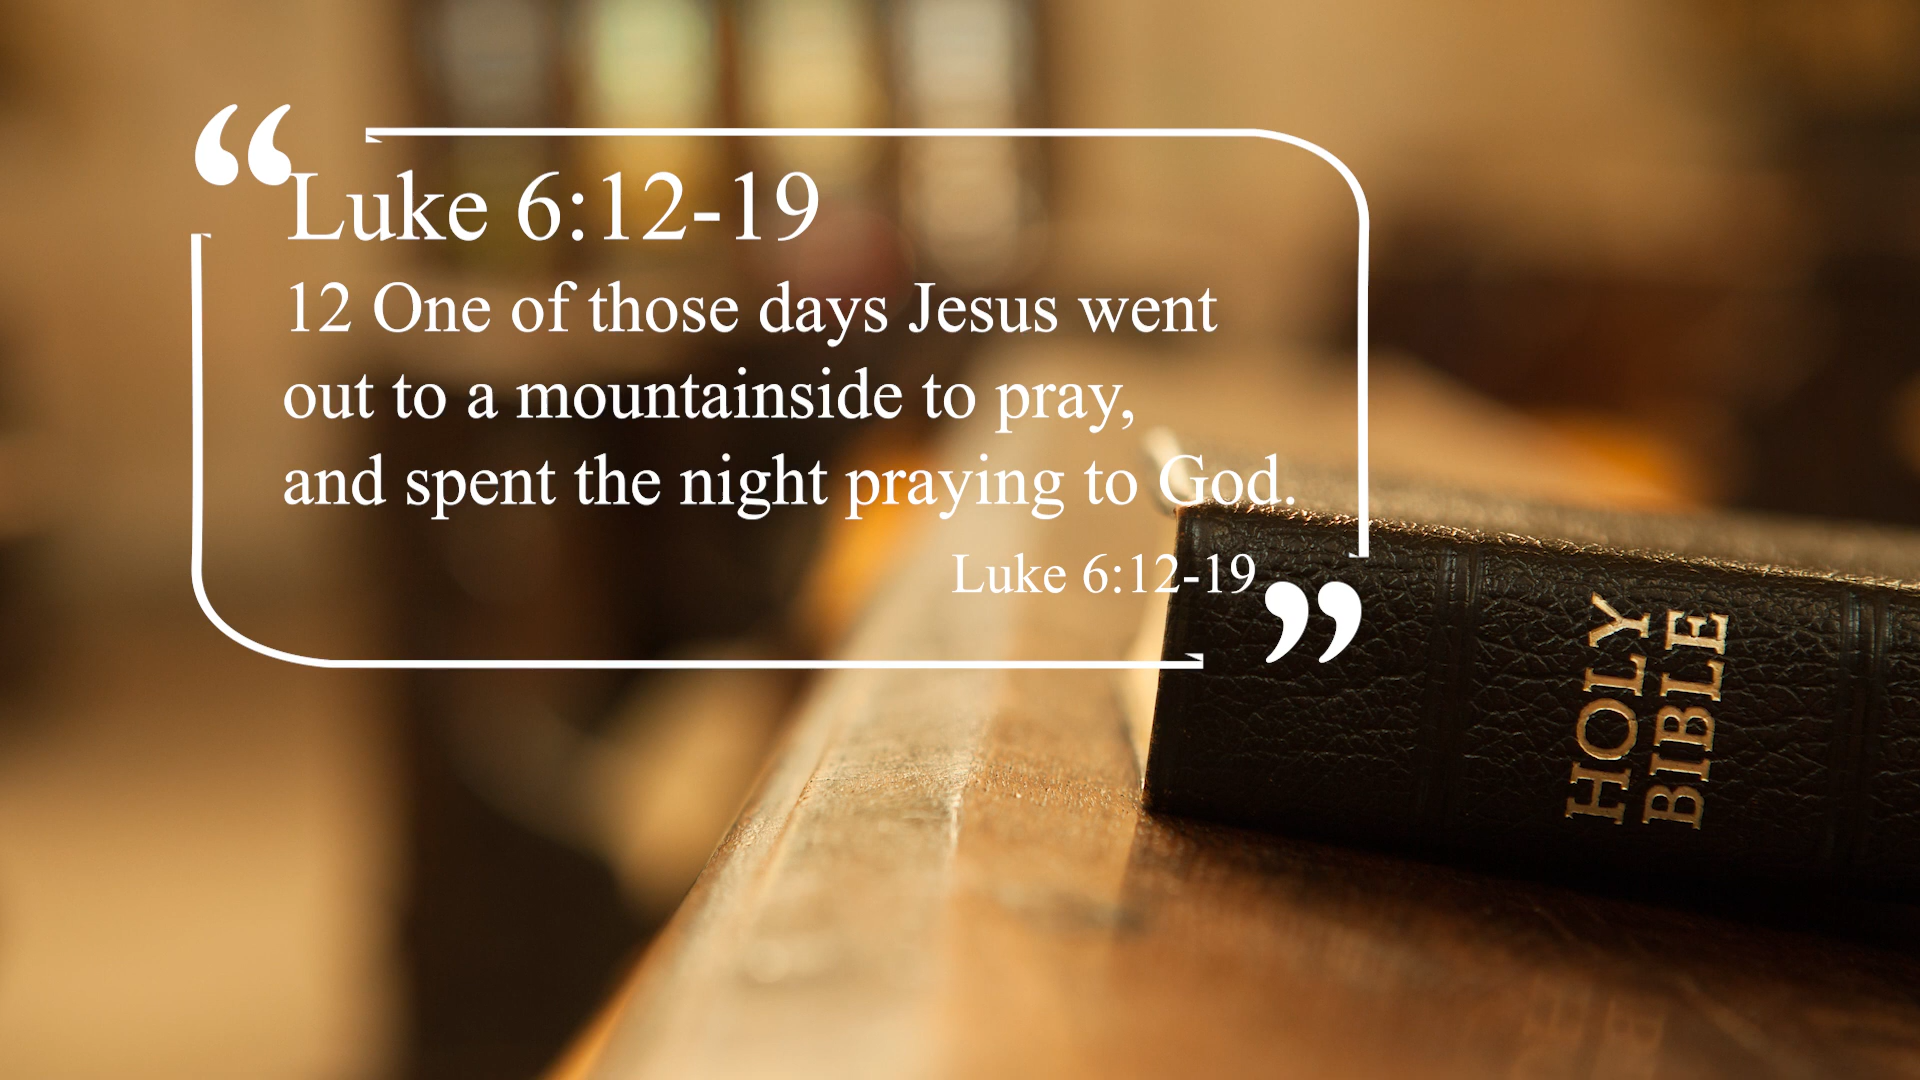 “
Luke 6:12-19
12 One of those days Jesus went
out to a mountainside to pray,
and spent the night praying to God.
Luke 6:12-19
”
HOLY
BIBLE